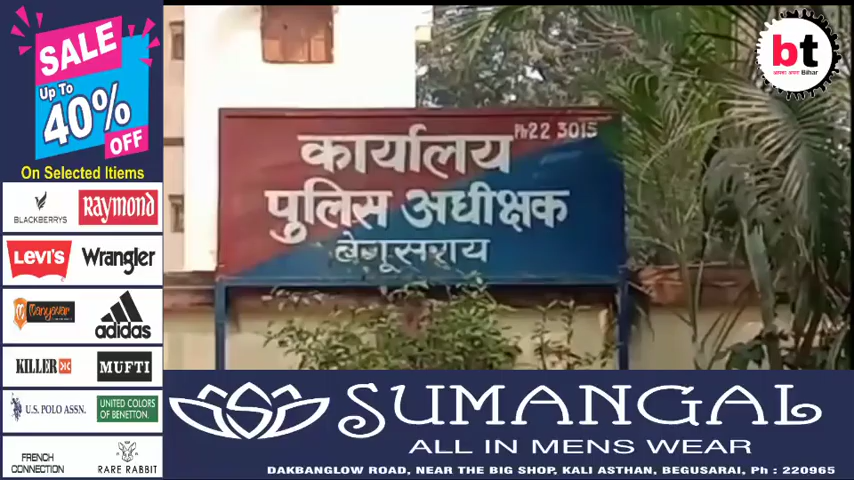 SALE
Up To
40%
OFF
On Selected Itiems
BLACKBERRYS
RAYMOND
LEVI'S
Wrangler
Manyavar
adidas
KILLER
MUFTI
U.S. POLO ASSN.
UNITED COLORS
OF BENETTON.
FRENCH
CONNECTION
RARE RABBIT
bt
Bihar
Ph 22 3015
कार्यालय
पुलिस अधीक्षक
बेगूसराय
SUMANGAL
ALL IN MENS WEAR
DAKBANGLOW ROAD, NEAR THE BIG SHOP, KALI ASTHAN, BEGUSARAI, Ph : 220965